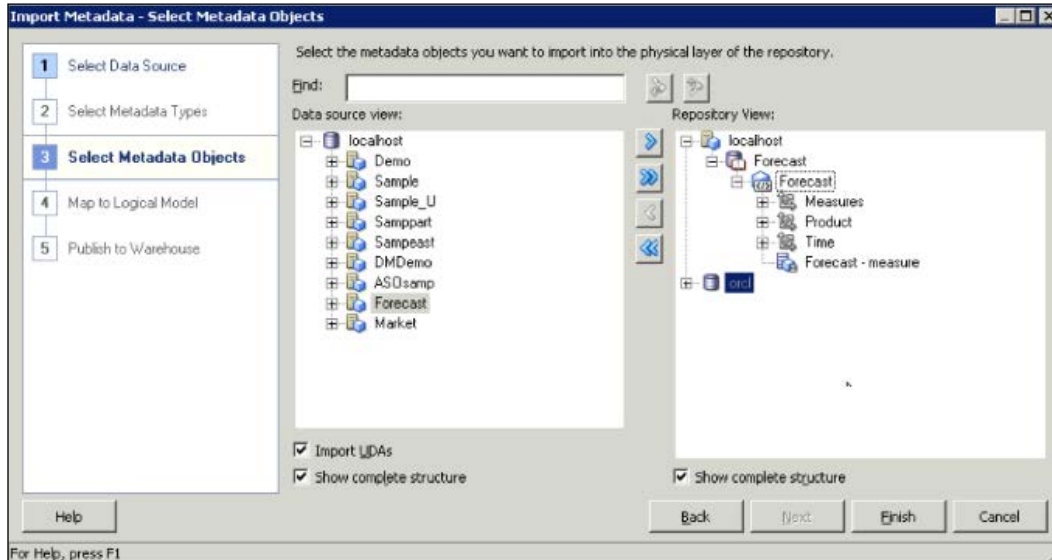 Import Metadata - Select Metadata Objects
1 Select Data Source
2 Select Metadata Types
3 Select Metadata Objects
4 Map to Logical Model
5 Publish to Warehouse
Select the metadata objects you want to import into the physical layer of the repository.
Find:
Data source view:
localhost
Demo
Sample
Sample_U
Samppart
Sampeast
DMDemo
ASOsamp
Forecast
Market
Import UDAs
Show complete structure
Repository View:
localhost
Forecast
Forecast
Measures
Product
Time
Forecast - measure
orcl
Show complete structure
Help
Back
Next
Finish
Cancel
For Help, press F1